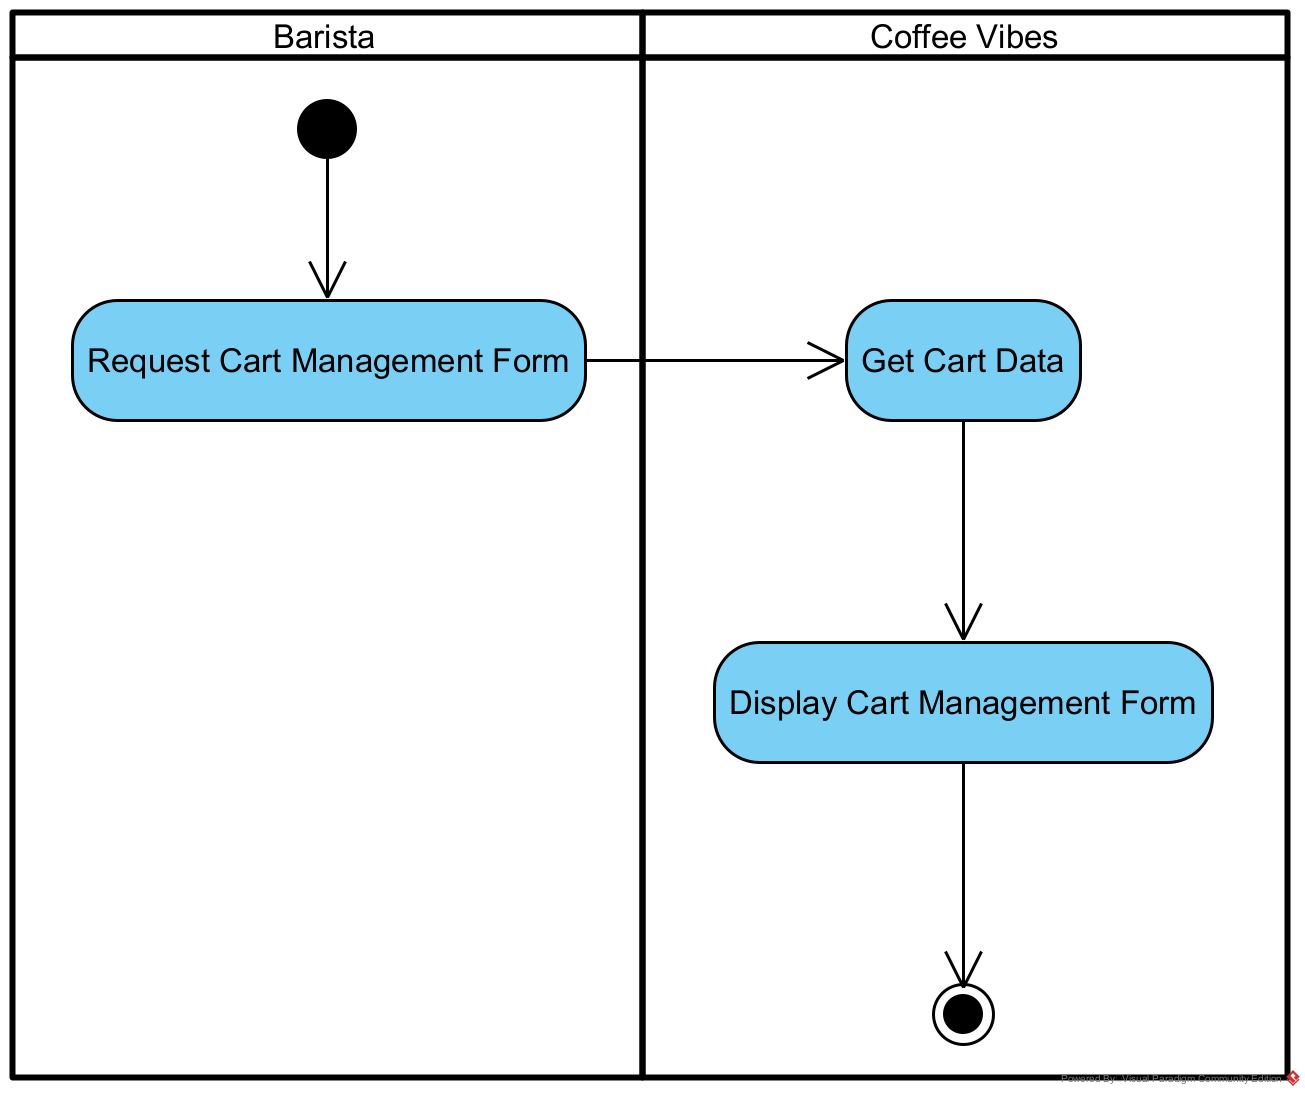 Barista
Coffee Vibes
Request Cart Management Form
Get Cart Data
Display Cart Management Form
Powered By: Visual Paradigm Community Edition